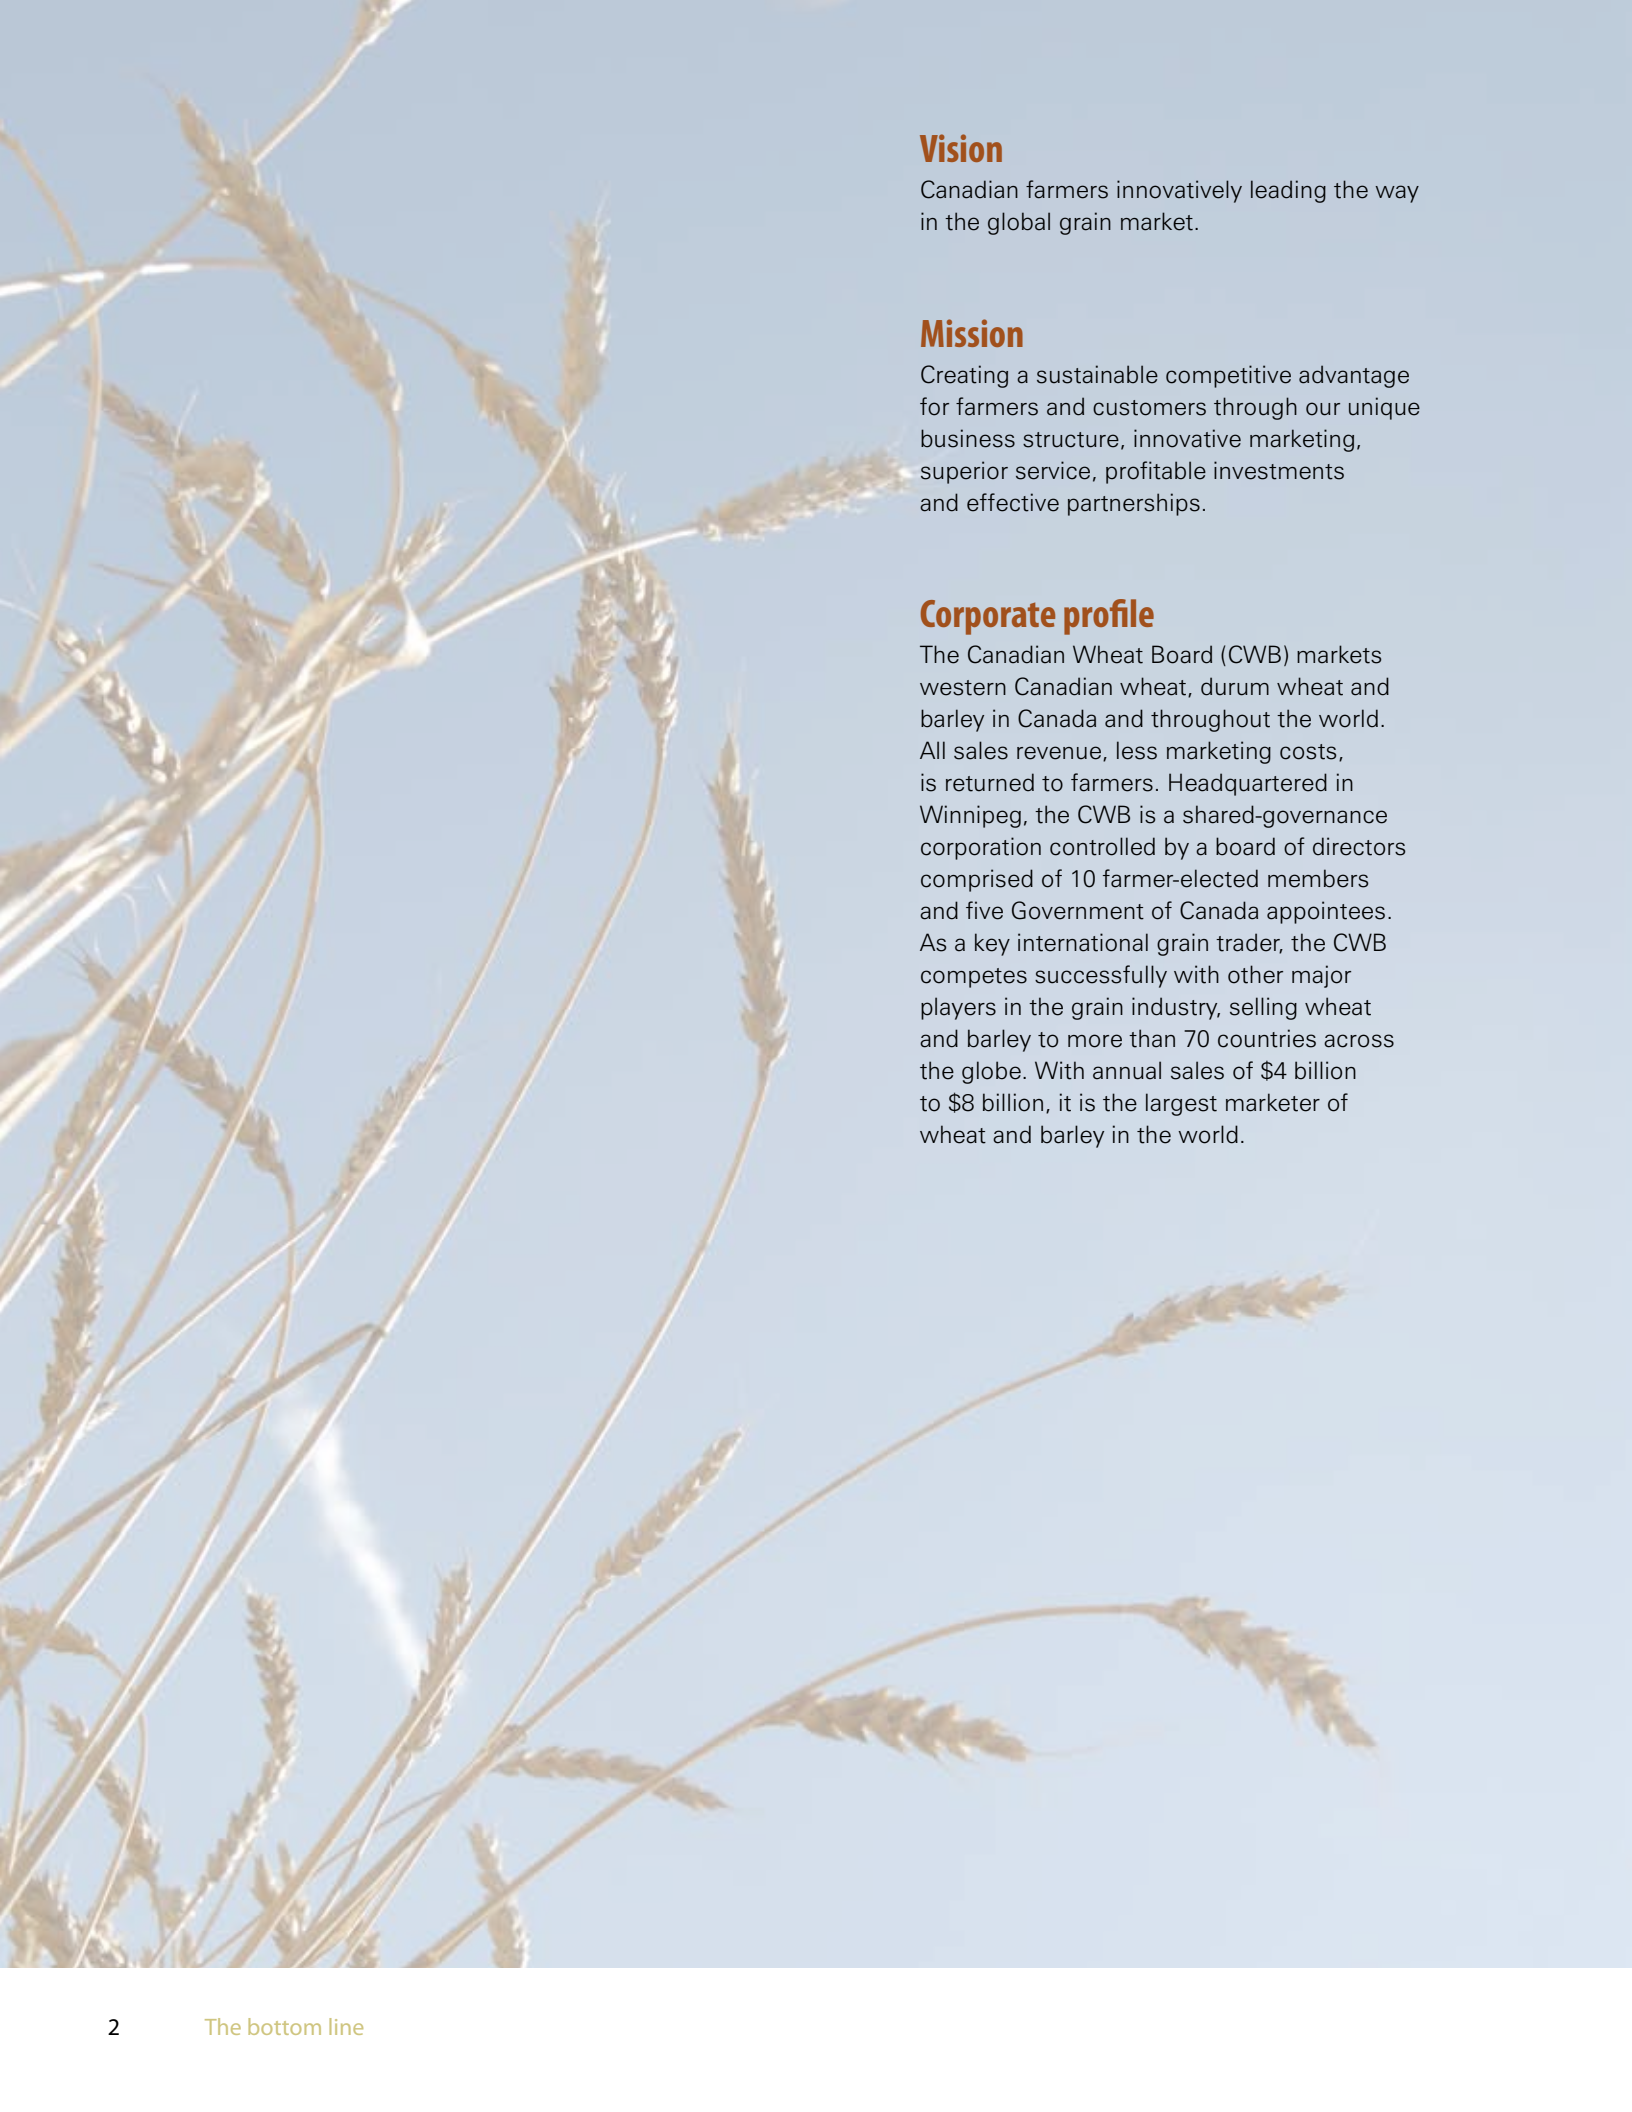 Vision
Canadian farmers innovatively leading the way
in the global grain market.
Mission
Creating a sustainable competitive advantage
for farmers and customers through our unique
business structure, innovative marketing,
superior service, profitable investments
and effective partnerships.
Corporate profile
The Canadian Wheat Board (CWB) markets
western Canadian wheat, durum wheat and
barley in Canada and throughout the world.
All sales revenue, less marketing costs,
is returned to farmers. Headquartered in
Winnipeg, the CWB is a shared-governance
corporation controlled by a board of directors
comprised of 10 farmer-elected members
and five Government of Canada appointees.
As a key international grain trader, the CWB
competes successfully with other major
players in the grain industry, selling wheat
and barley to more than 70 countries across
the globe. With annual sales of $4 billion
to $8 billion, it is the largest marketer of
wheat and barley in the world.
2 The bottom line